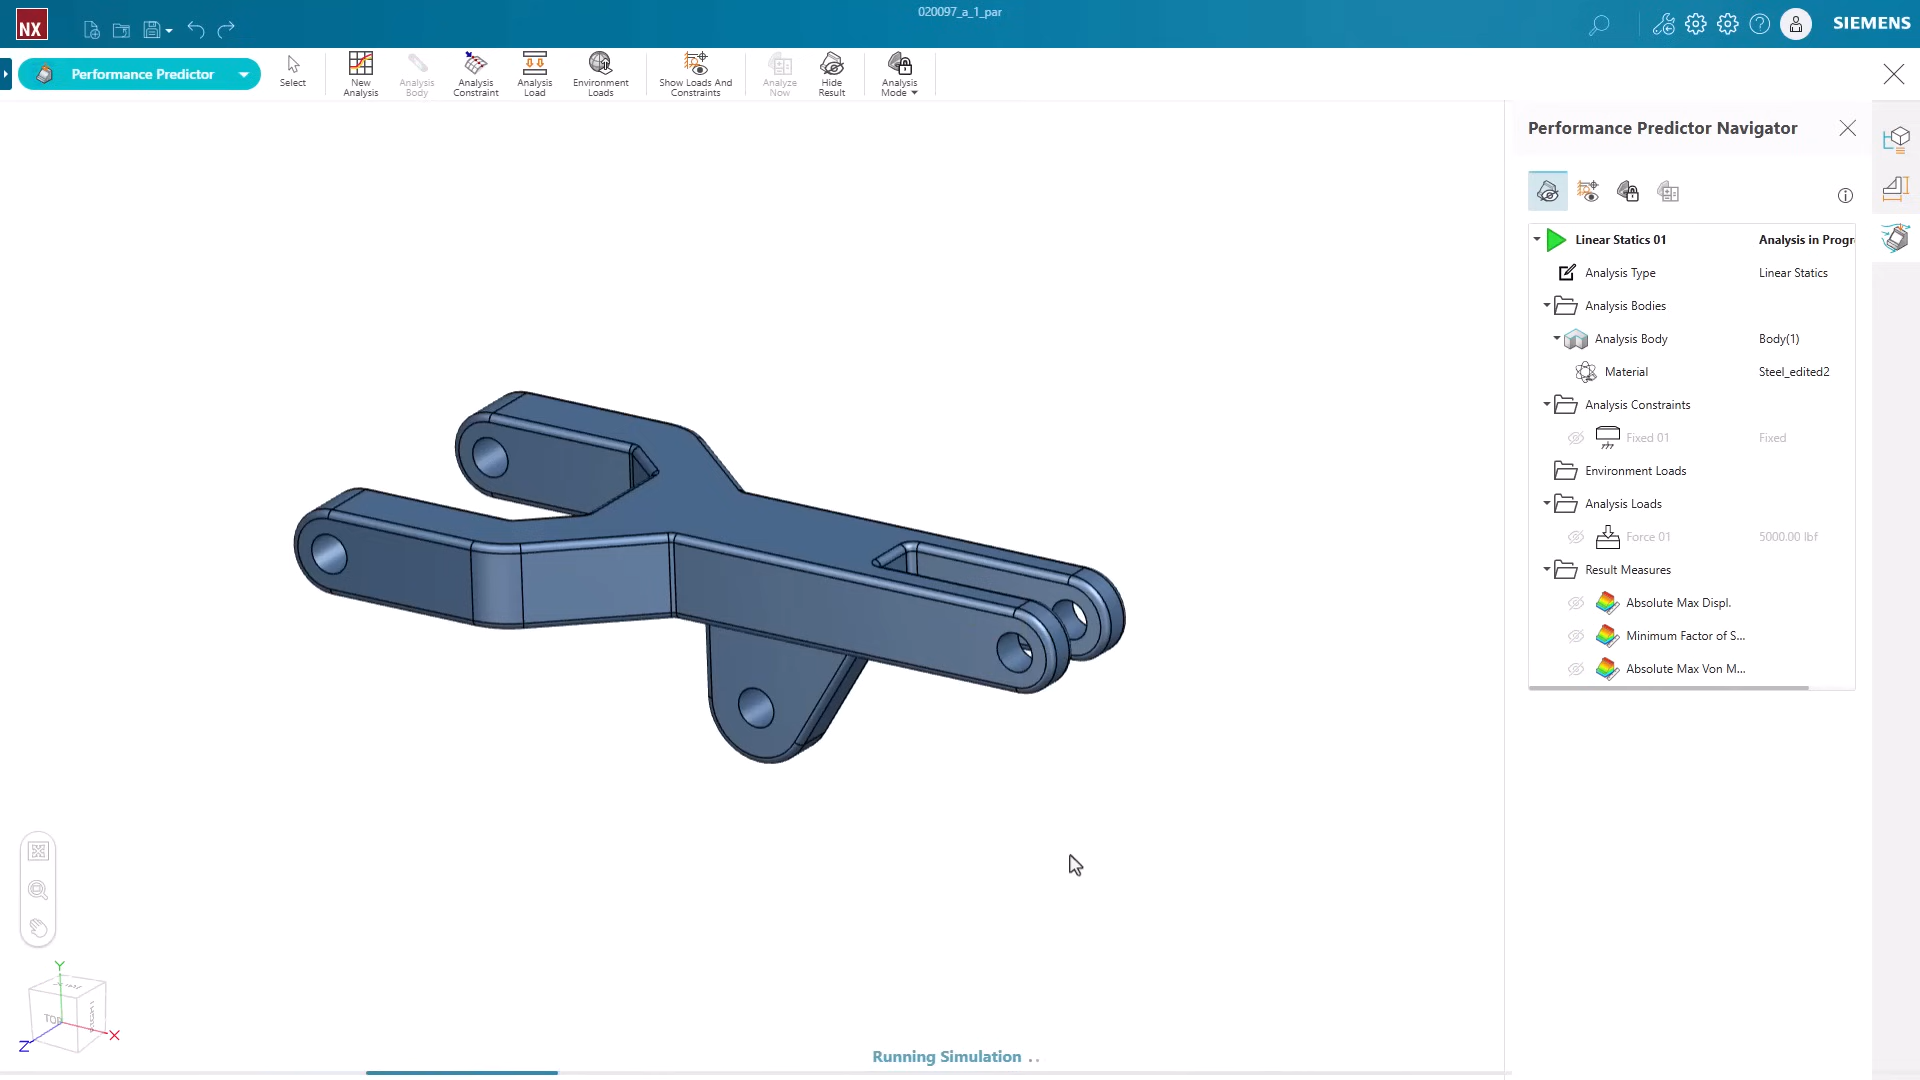 020097_a_1_par
NX
SIEMENS
Performance Predictor
Select
New
Analysis
Analysis
Body
Analysis
Constraint
Analysis
Load
Environment
Loads
Show Loads And
Constraints
Analyze
Now
Hide
Result
Analysis
Mode
Performance Predictor Navigator
Linear Statics 01 Analysis in Progr
Analysis Type Linear Statics
Analysis Bodies
Analysis Body Body(1)
Material Steel_edited2
Analysis Constraints
Fixed 01 Fixed
Environment Loads
Analysis Loads
Force 01 5000.00 lbf
Result Measures
Absolute Max Displ.
Minimum Factor of S...
Absolute Max Von M...
Y
TOP
X
Z
Running Simulation ..